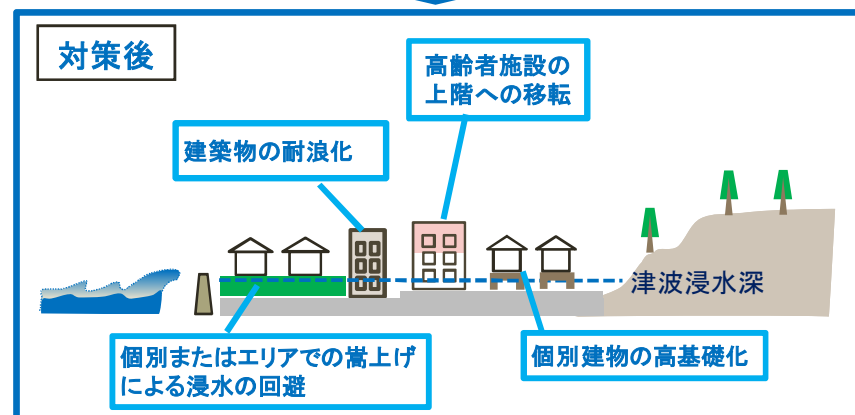 対策後
高齢者施設の
上階への移転
建築物の耐浪化
津波浸水深
個別またはエリアでの嵩上げ
による浸水の回避
個別建物の高基礎化